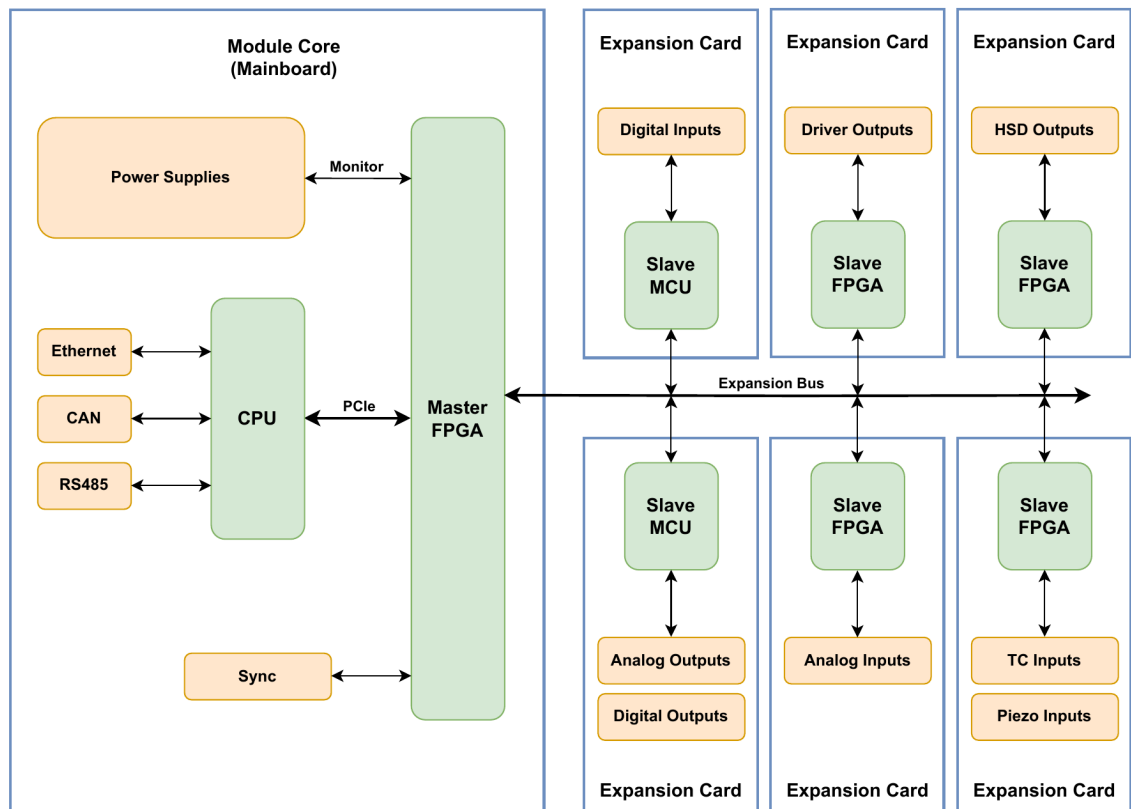 Module Core
(Mainboard)
Power Supplies
Monitor
Ethernet
CAN
RS485
CPU
PCIe
Master
FPGA
Sync
Expansion Card
Digital Inputs
Slave
MCU
Expansion Card
Driver Outputs
Slave
FPGA
Expansion Card
HSD Outputs
Slave
FPGA
Expansion Bus
Slave
MCU
Analog Outputs
Digital Outputs
Expansion Card
Slave
FPGA
Analog Inputs
Expansion Card
Slave
FPGA
TC Inputs
Piezo Inputs
Expansion Card